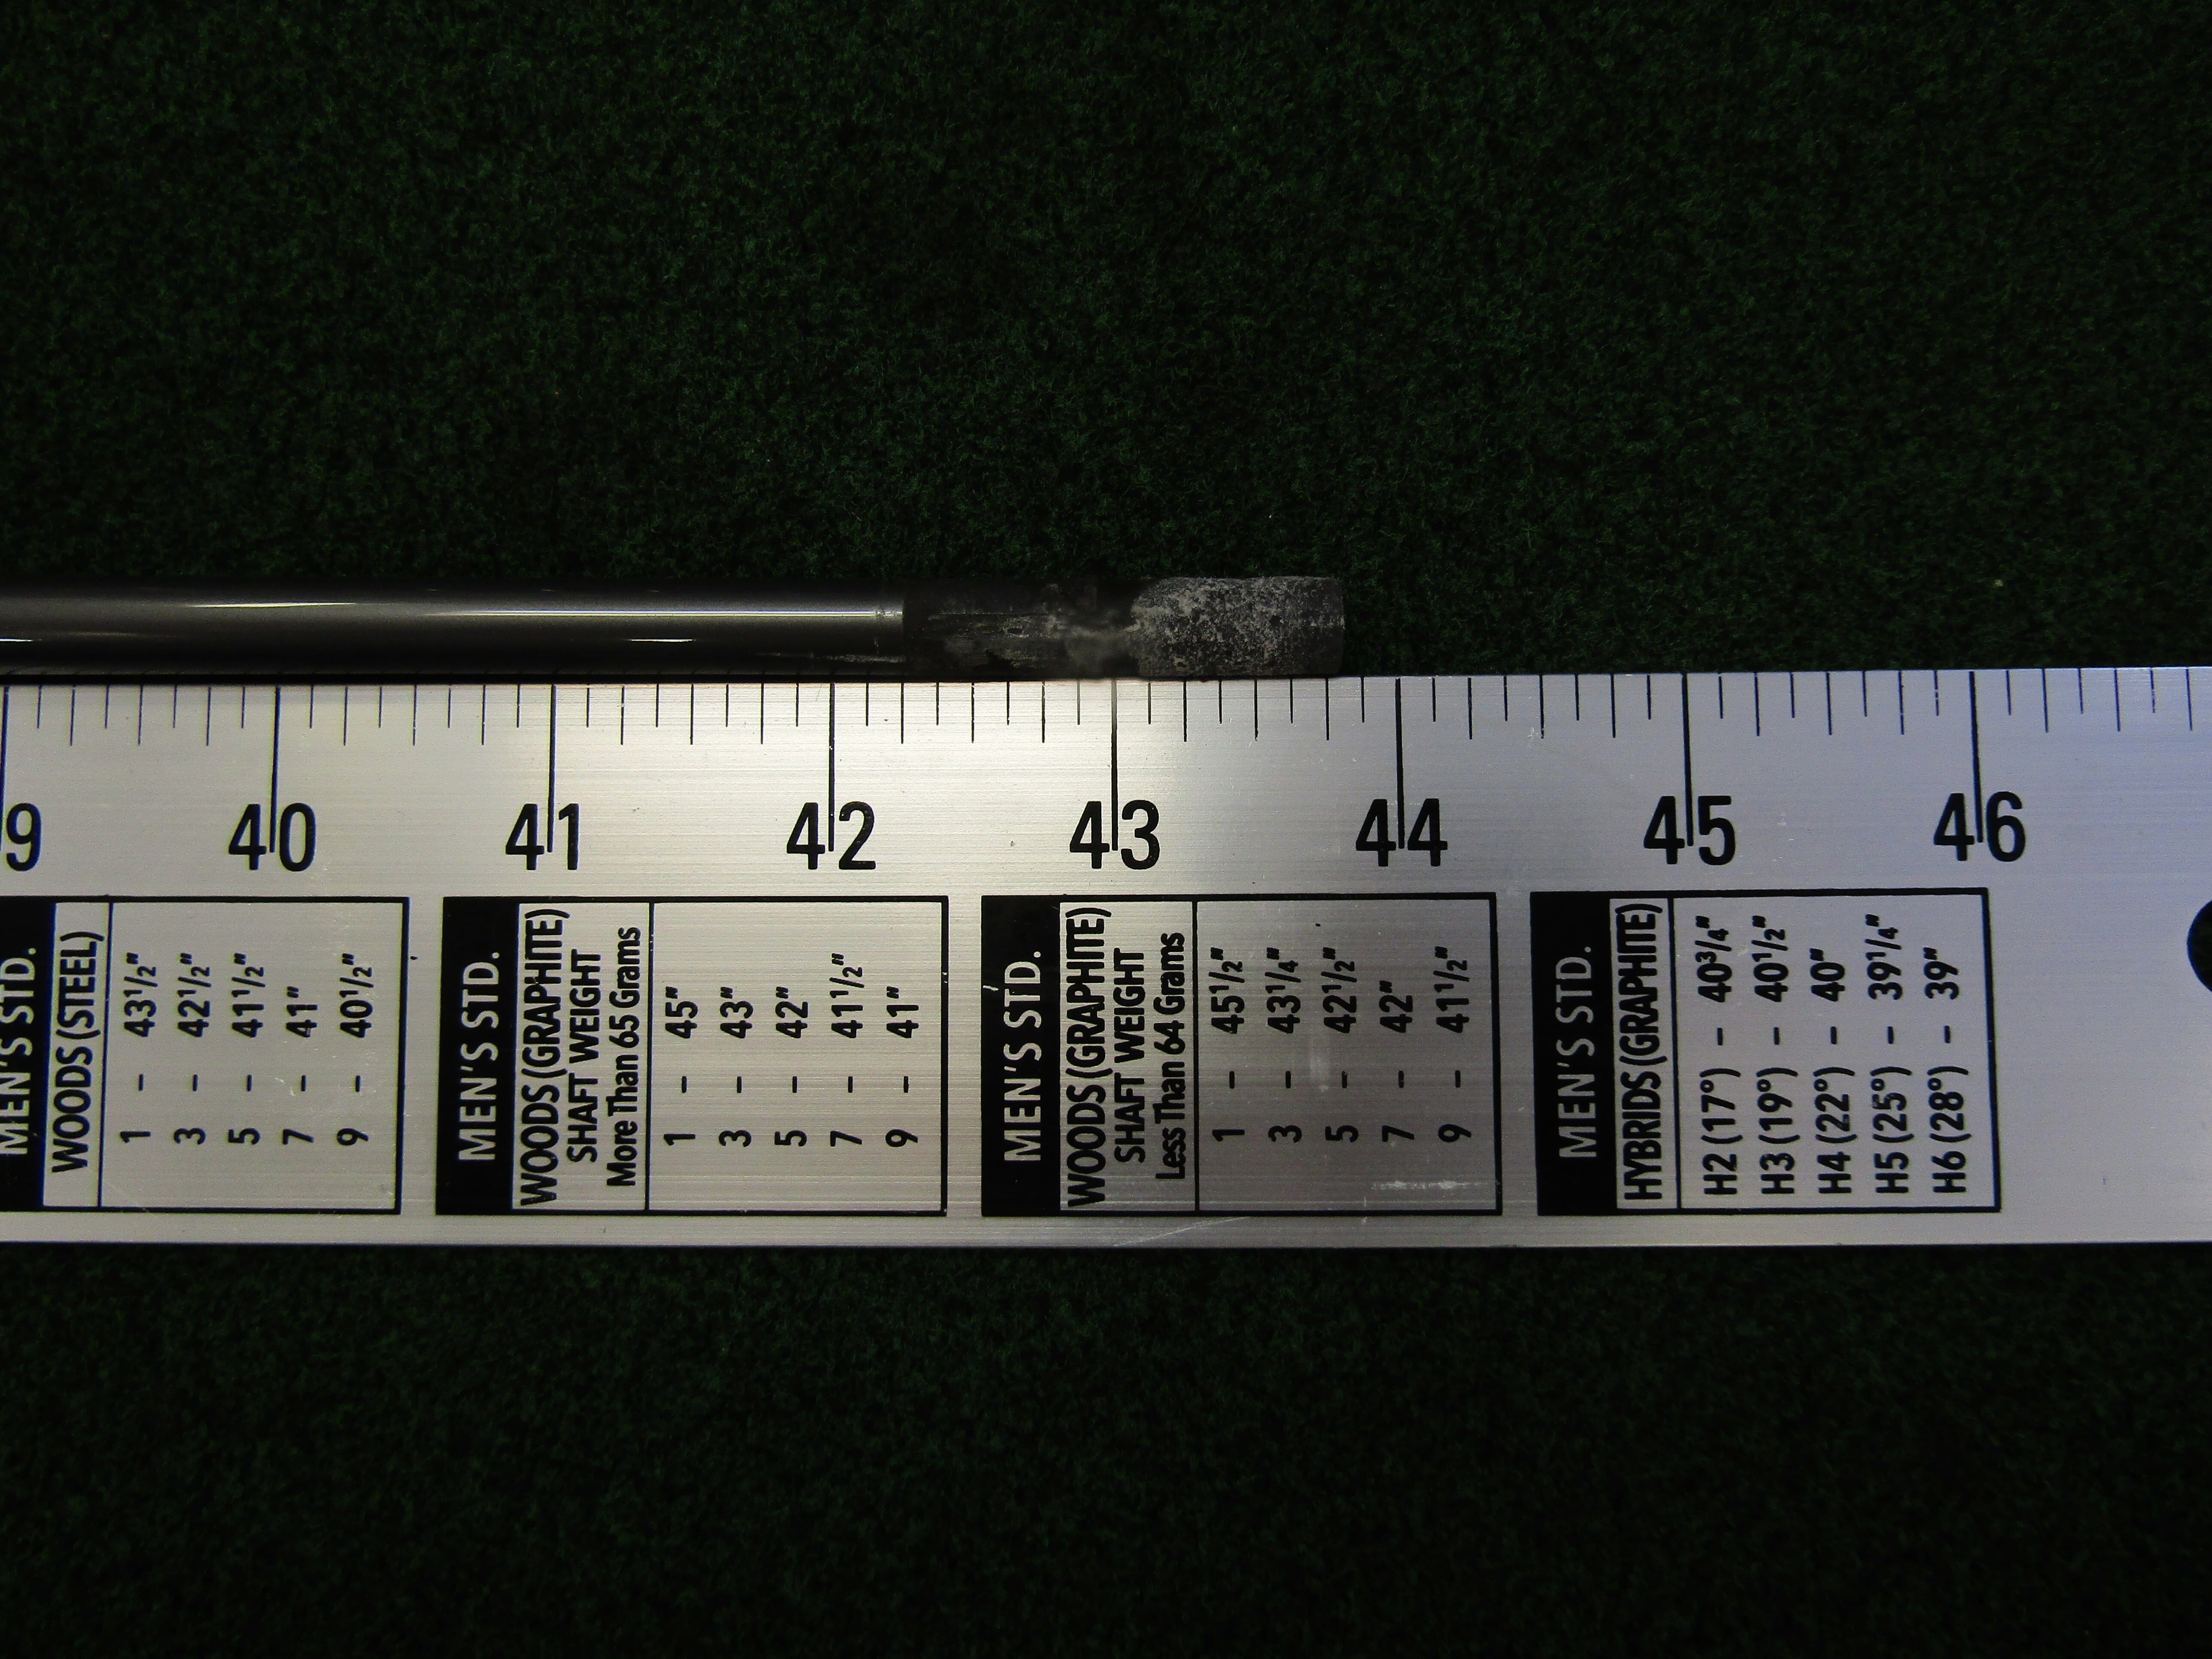 9 40 41 42 43 44 45 46
MEN'S STD.
WOODS (STEEL)
1 – 43 1/2"
3 – 42 1/2"
5 – 41 1/2"
7 – 41"
9 – 40 1/2"
MEN'S STD.
WOODS (GRAPHITE)
SHAFT WEIGHT
More Than 65 Grams
1 – 45"
3 – 43"
5 – 42"
7 – 41 1/2"
9 – 41"
MEN'S STD.
WOODS (GRAPHITE)
SHAFT WEIGHT
Less Than 64 Grams
1 – 45 1/2"
3 – 43 1/4"
5 – 42 1/2"
7 – 42"
9 – 41 1/2"
MEN'S STD.
HYBRIDS (GRAPHITE)
H2 (17°) – 40 3/4"
H3 (19°) – 40 1/2"
H4 (22°) – 40"
H5 (25°) – 39 1/4"
H6 (28°) – 39"